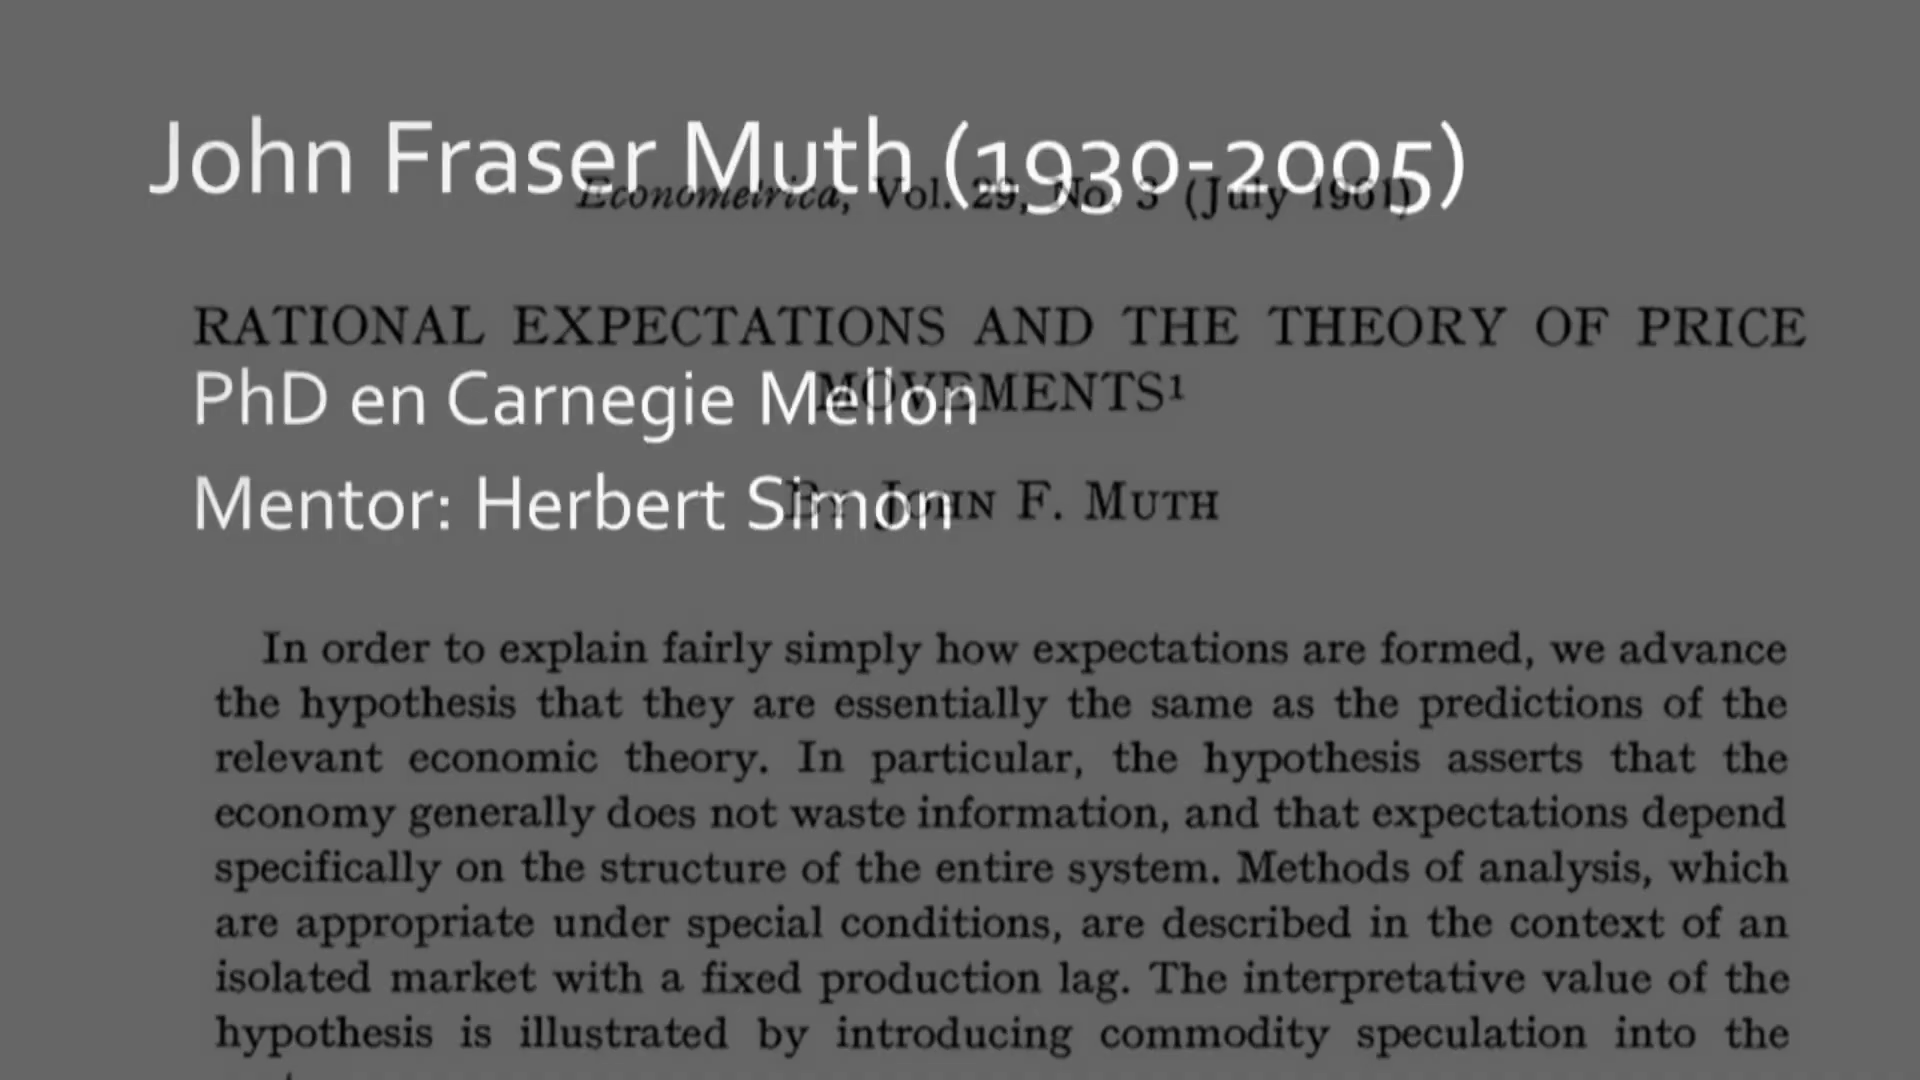 John Fraser Muth (1930-2005)
Econometrica, Vol. 29, No. 3 (July 1961)
RATIONAL EXPECTATIONS AND THE THEORY OF PRICE
MOVEMENTS¹
PhD en Carnegie Mellon
Mentor: Herbert Simon
By John F. Muth
In order to explain fairly simply how expectations are formed, we advance
the hypothesis that they are essentially the same as the predictions of the
relevant economic theory. In particular, the hypothesis asserts that the
economy generally does not waste information, and that expectations depend
specifically on the structure of the entire system. Methods of analysis, which
are appropriate under special conditions, are described in the context of an
isolated market with a fixed production lag. The interpretative value of the
hypothesis is illustrated by introducing commodity speculation into the